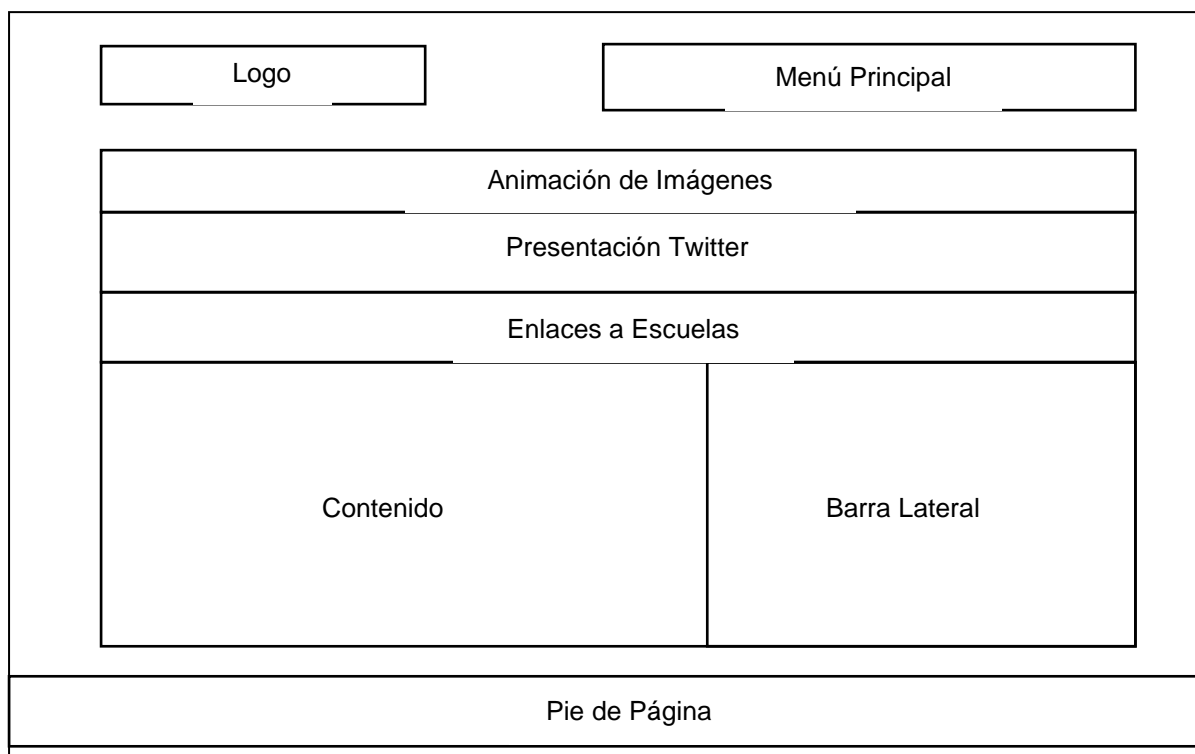 Logo
Menú Principal
Animación de Imágenes
Presentación Twitter
Enlaces a Escuelas
Contenido
Barra Lateral
Pie de Página